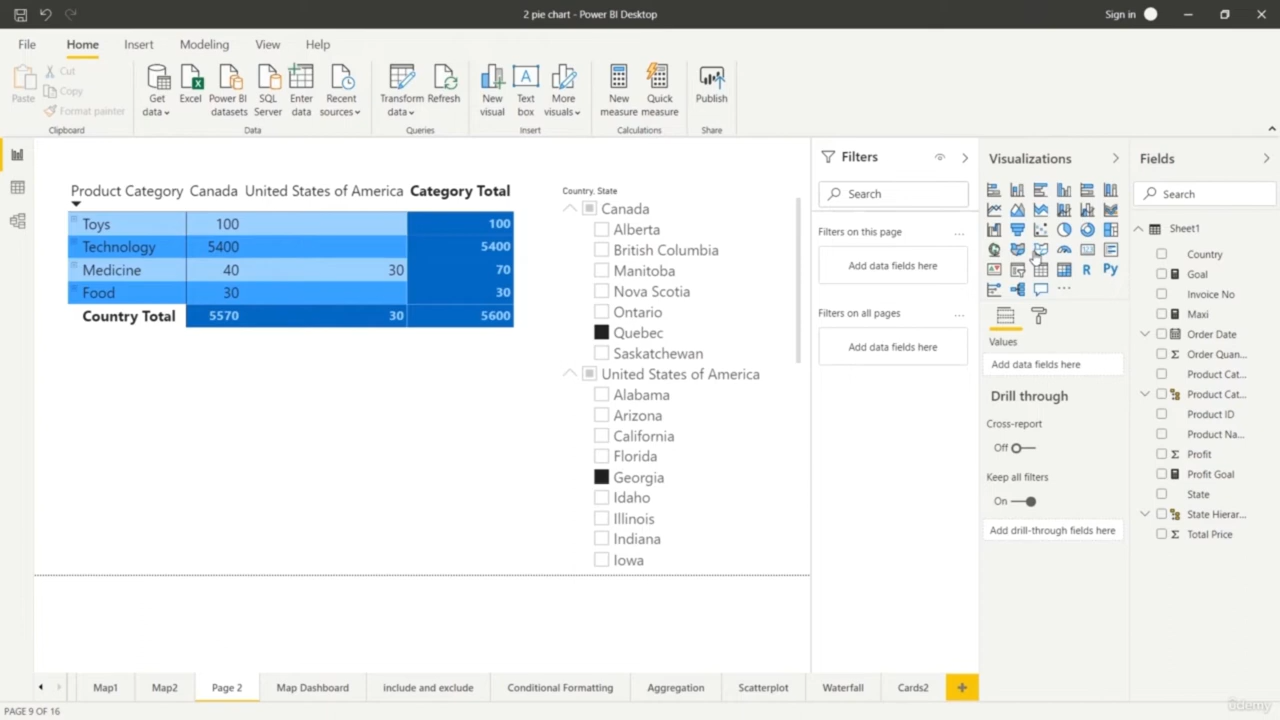 2 pie chart - Power BI Desktop
Sign in
File Home Insert Modeling View Help
Paste
Cut
Copy
Format painter
Clipboard
Get data
Excel
Power BI datasets
SQL Server
Enter data
Recent sources
Data
Transform data
Refresh
Queries
New visual
Text box
More visuals
Insert
New measure
Quick measure
Calculations
Publish
Share
Product Category Canada United States of America Category Total
Toys 100 100
Technology 5400 5400
Medicine 40 30 70
Food 30 30
Country Total 5570 30 5600
Country, State
Canada
Alberta
British Columbia
Manitoba
Nova Scotia
Ontario
Quebec
Saskatchewan
United States of America
Alabama
Arizona
California
Florida
Georgia
Idaho
Illinois
Indiana
Iowa
Filters
Search
Filters on this page ...
Add data fields here
Filters on all pages ...
Add data fields here
Visualizations
R Py
...
Values
Add data fields here
Drill through
Cross-report
Off
Keep all filters
On
Add drill-through fields here
Fields
Search
Sheet1
Country
Goal
Invoice No
Maxi
Order Date
Order Quan...
Product Cat...
Product Cat...
Product ID
Product Na...
Profit
Profit Goal
State
State Hierar...
Total Price
Map1 Map2 Page 2 Map Dashboard include and exclude Conditional Formatting Aggregation Scatterplot Waterfall Cards2 +
PAGE 9 OF 16
ûdemy